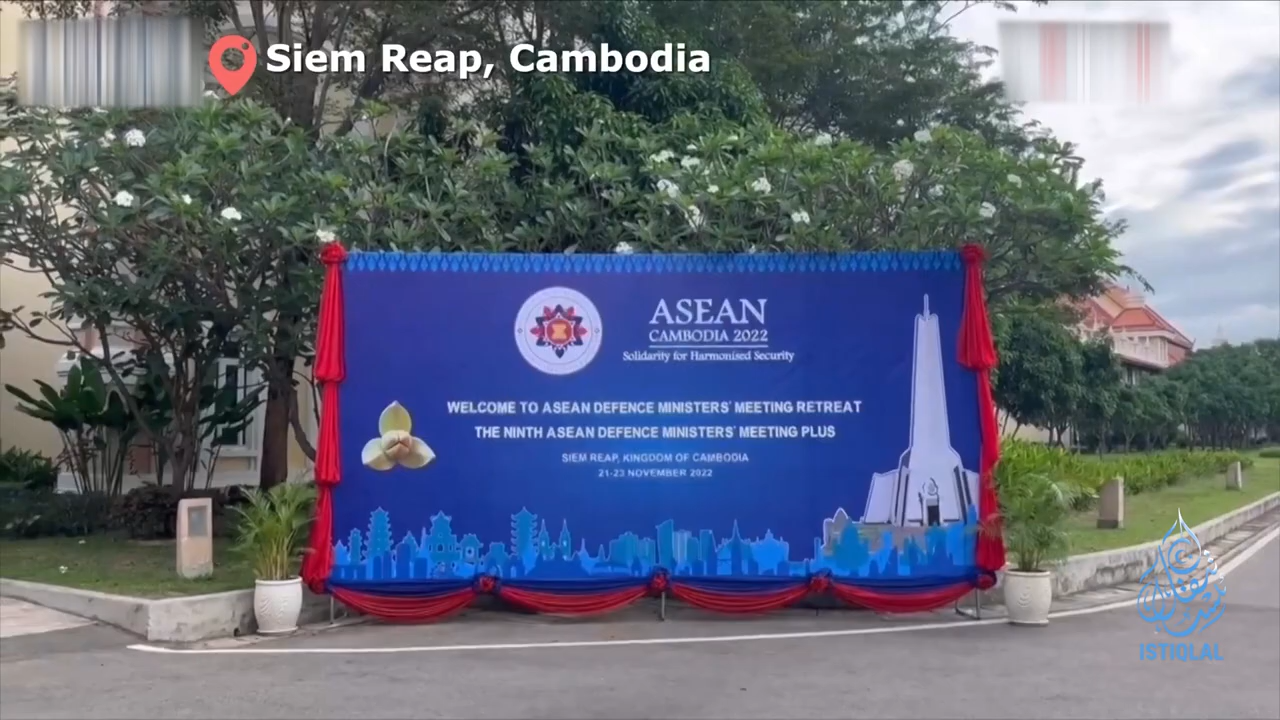 Siem Reap, Cambodia
ASEAN
CAMBODIA 2022
Solidarity for Harmonised Security
WELCOME TO ASEAN DEFENCE MINISTERS' MEETING RETREAT
THE NINTH ASEAN DEFENCE MINISTERS' MEETING PLUS
SIEM REAP, KINGDOM OF CAMBODIA
21-23 NOVEMBER 2022
ISTIQLAL